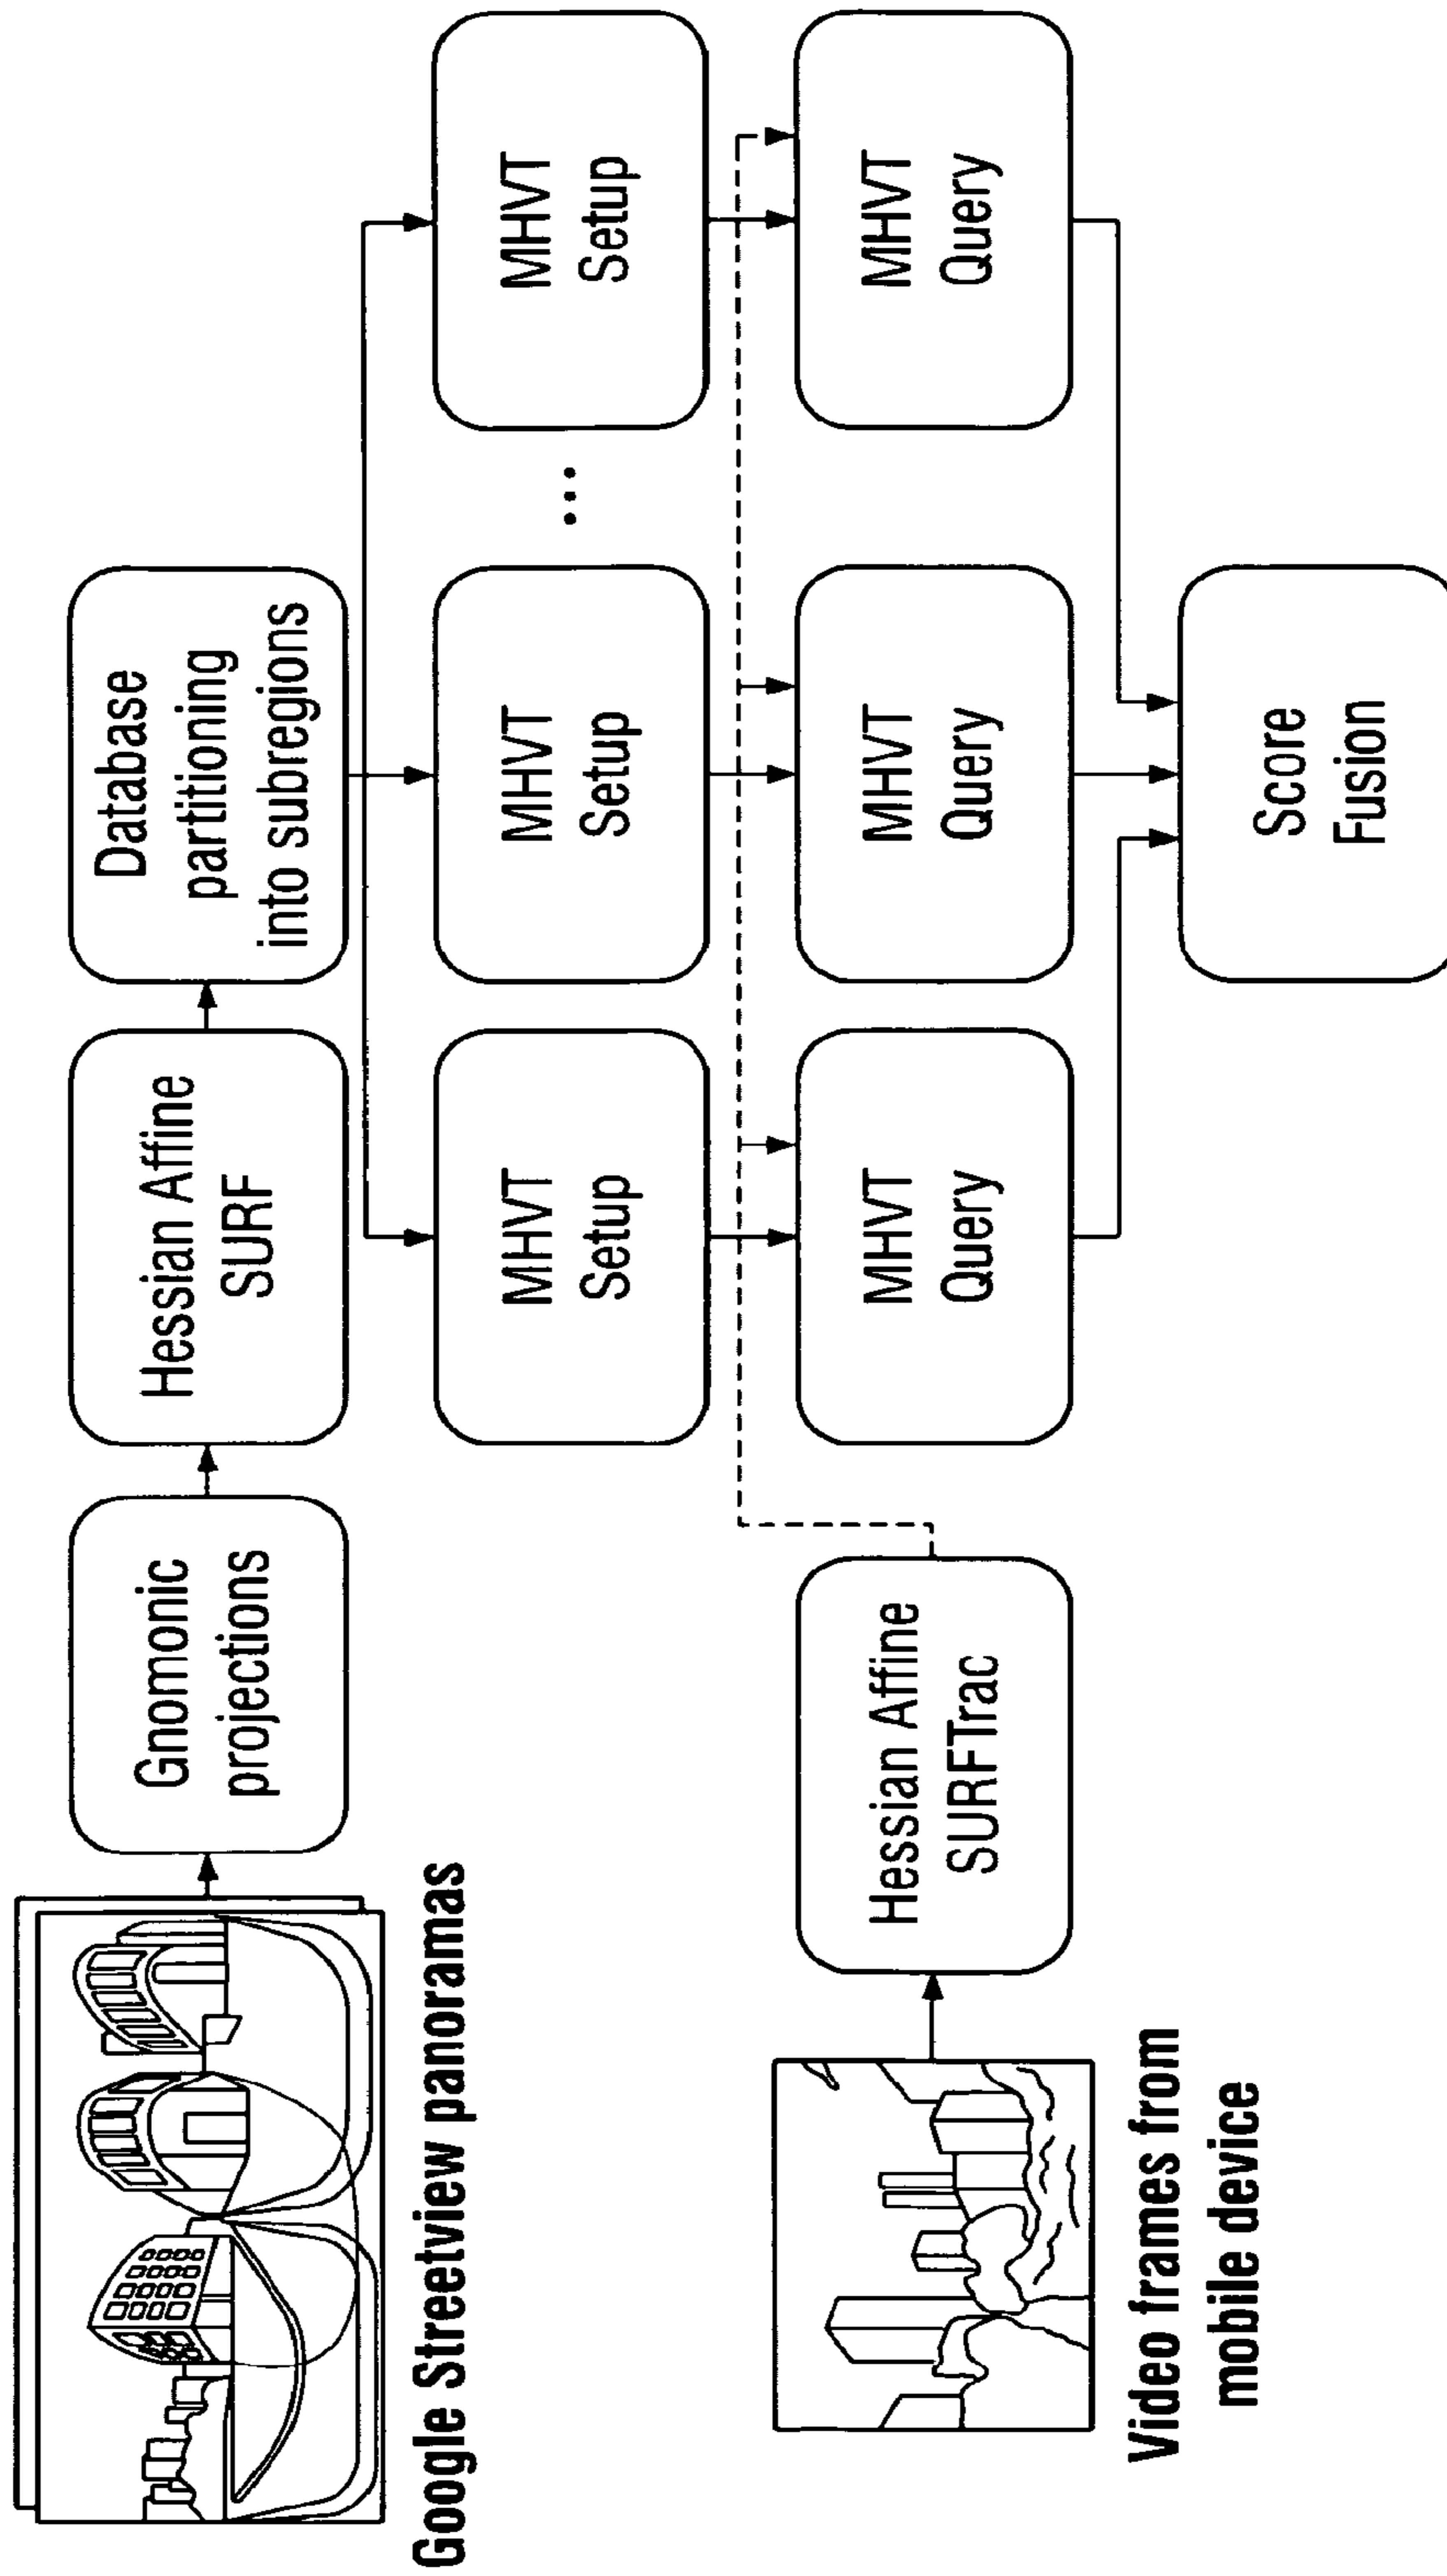 Google Streetview panoramas
Gnomonic
projections
Hessian Affine
SURF
Database
partitioning
into subregions
MHVT
Setup
MHVT
Setup
...
MHVT
Setup
Video frames from
mobile device
Hessian Affine
SURFTrac
MHVT
Query
MHVT
Query
MHVT
Query
Score
Fusion